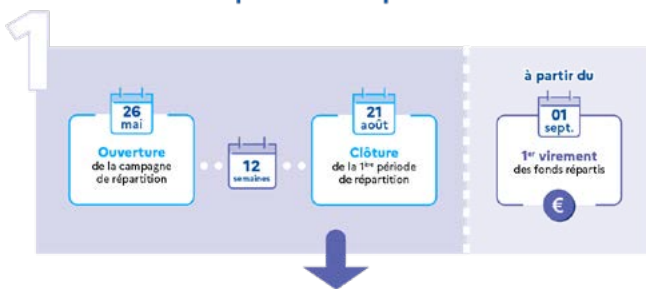 1
26
mai
Ouverture
de la campagne
de répartition
12
semaines
21
août
Clôture
de la 1ère période
de répartition
à partir du
01
sept.
1er virement
des fonds répartis
€